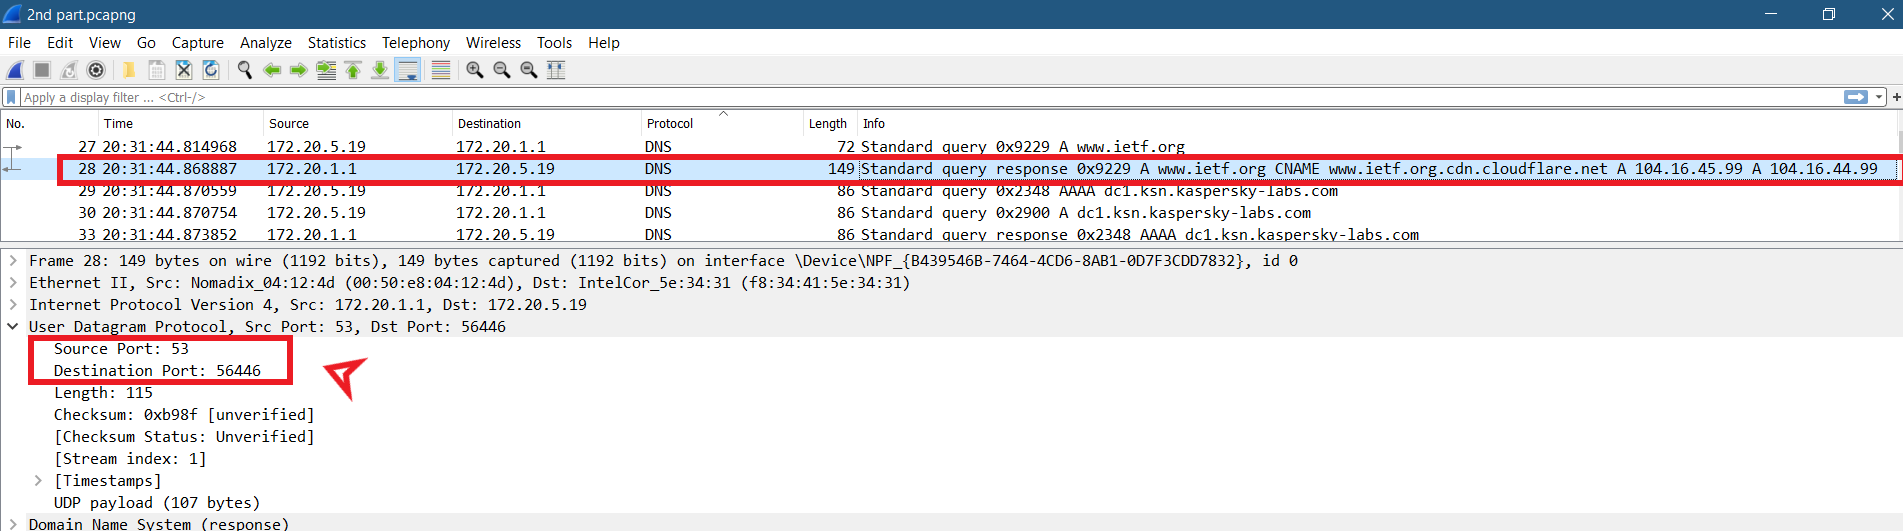 2nd part.pcapng
File Edit View Go Capture Analyze Statistics Telephony Wireless Tools Help
Apply a display filter ... <Ctrl-/>
No. Time Source Destination Protocol Length Info
27 20:31:44.814968 172.20.5.19 172.20.1.1 DNS 72 Standard query 0x9229 A www.ietf.org
28 20:31:44.868887 172.20.1.1 172.20.5.19 DNS 149 Standard query response 0x9229 A www.ietf.org CNAME www.ietf.org.cdn.cloudflare.net A 104.16.45.99 A 104.16.44.99
29 20:31:44.870559 172.20.5.19 172.20.1.1 DNS 86 Standard query 0x2348 AAAA dc1.ksn.kaspersky-labs.com
30 20:31:44.870754 172.20.5.19 172.20.1.1 DNS 86 Standard query 0x2900 A dc1.ksn.kaspersky-labs.com
33 20:31:44.873852 172.20.1.1 172.20.5.19 DNS 86 Standard query response 0x2348 AAAA dc1.ksn.kaspersky-labs.com
Frame 28: 149 bytes on wire (1192 bits), 149 bytes captured (1192 bits) on interface \Device\NPF_{B439546B-7464-4CD6-8AB1-0D7F3CDD7832}, id 0
Ethernet II, Src: Nomadix_04:12:4d (00:50:e8:04:12:4d), Dst: IntelCor_5e:34:31 (f8:34:41:5e:34:31)
Internet Protocol Version 4, Src: 172.20.1.1, Dst: 172.20.5.19
User Datagram Protocol, Src Port: 53, Dst Port: 56446
Source Port: 53
Destination Port: 56446
Length: 115
Checksum: 0xb98f [unverified]
[Checksum Status: Unverified]
[Stream index: 1]
[Timestamps]
UDP payload (107 bytes)
Domain Name System (response)